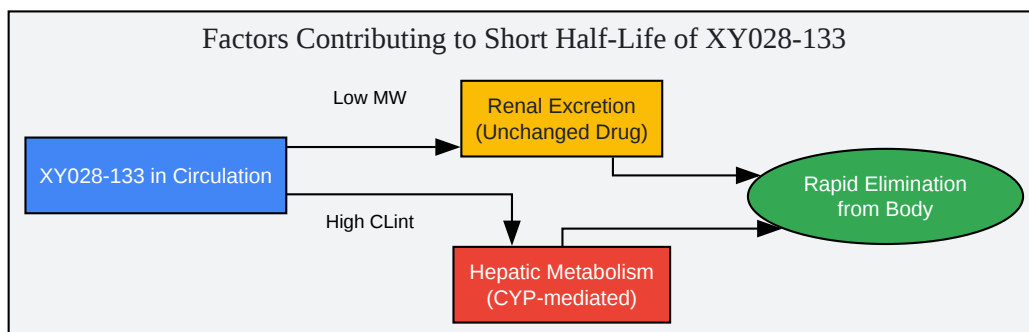 Factors Contributing to Short Half-Life of XY028-133
Low MW
Renal Excretion
(Unchanged Drug)
XY028-133 in Circulation
Rapid Elimination
from Body
High CLint
Hepatic Metabolism
(CYP-mediated)